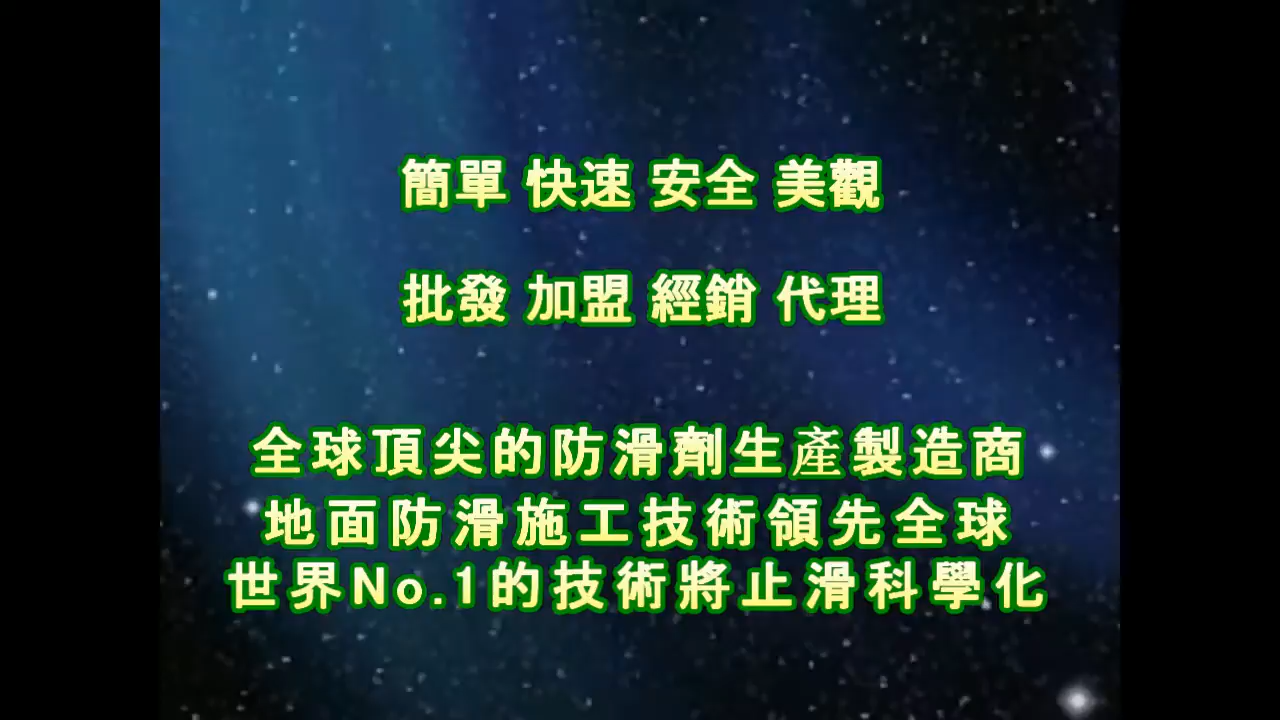 簡單 快速 安全 美觀
批發 加盟 經銷 代理
全球頂尖的防滑劑生產製造商
地面防滑施工技術領先全球
世界No.1的技術將止滑科學化